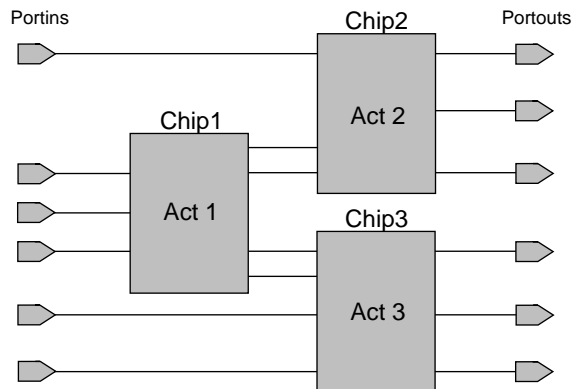 Portins
Chip2
Portouts
Act 2
Chip1
Act 1
Chip3
Act 3